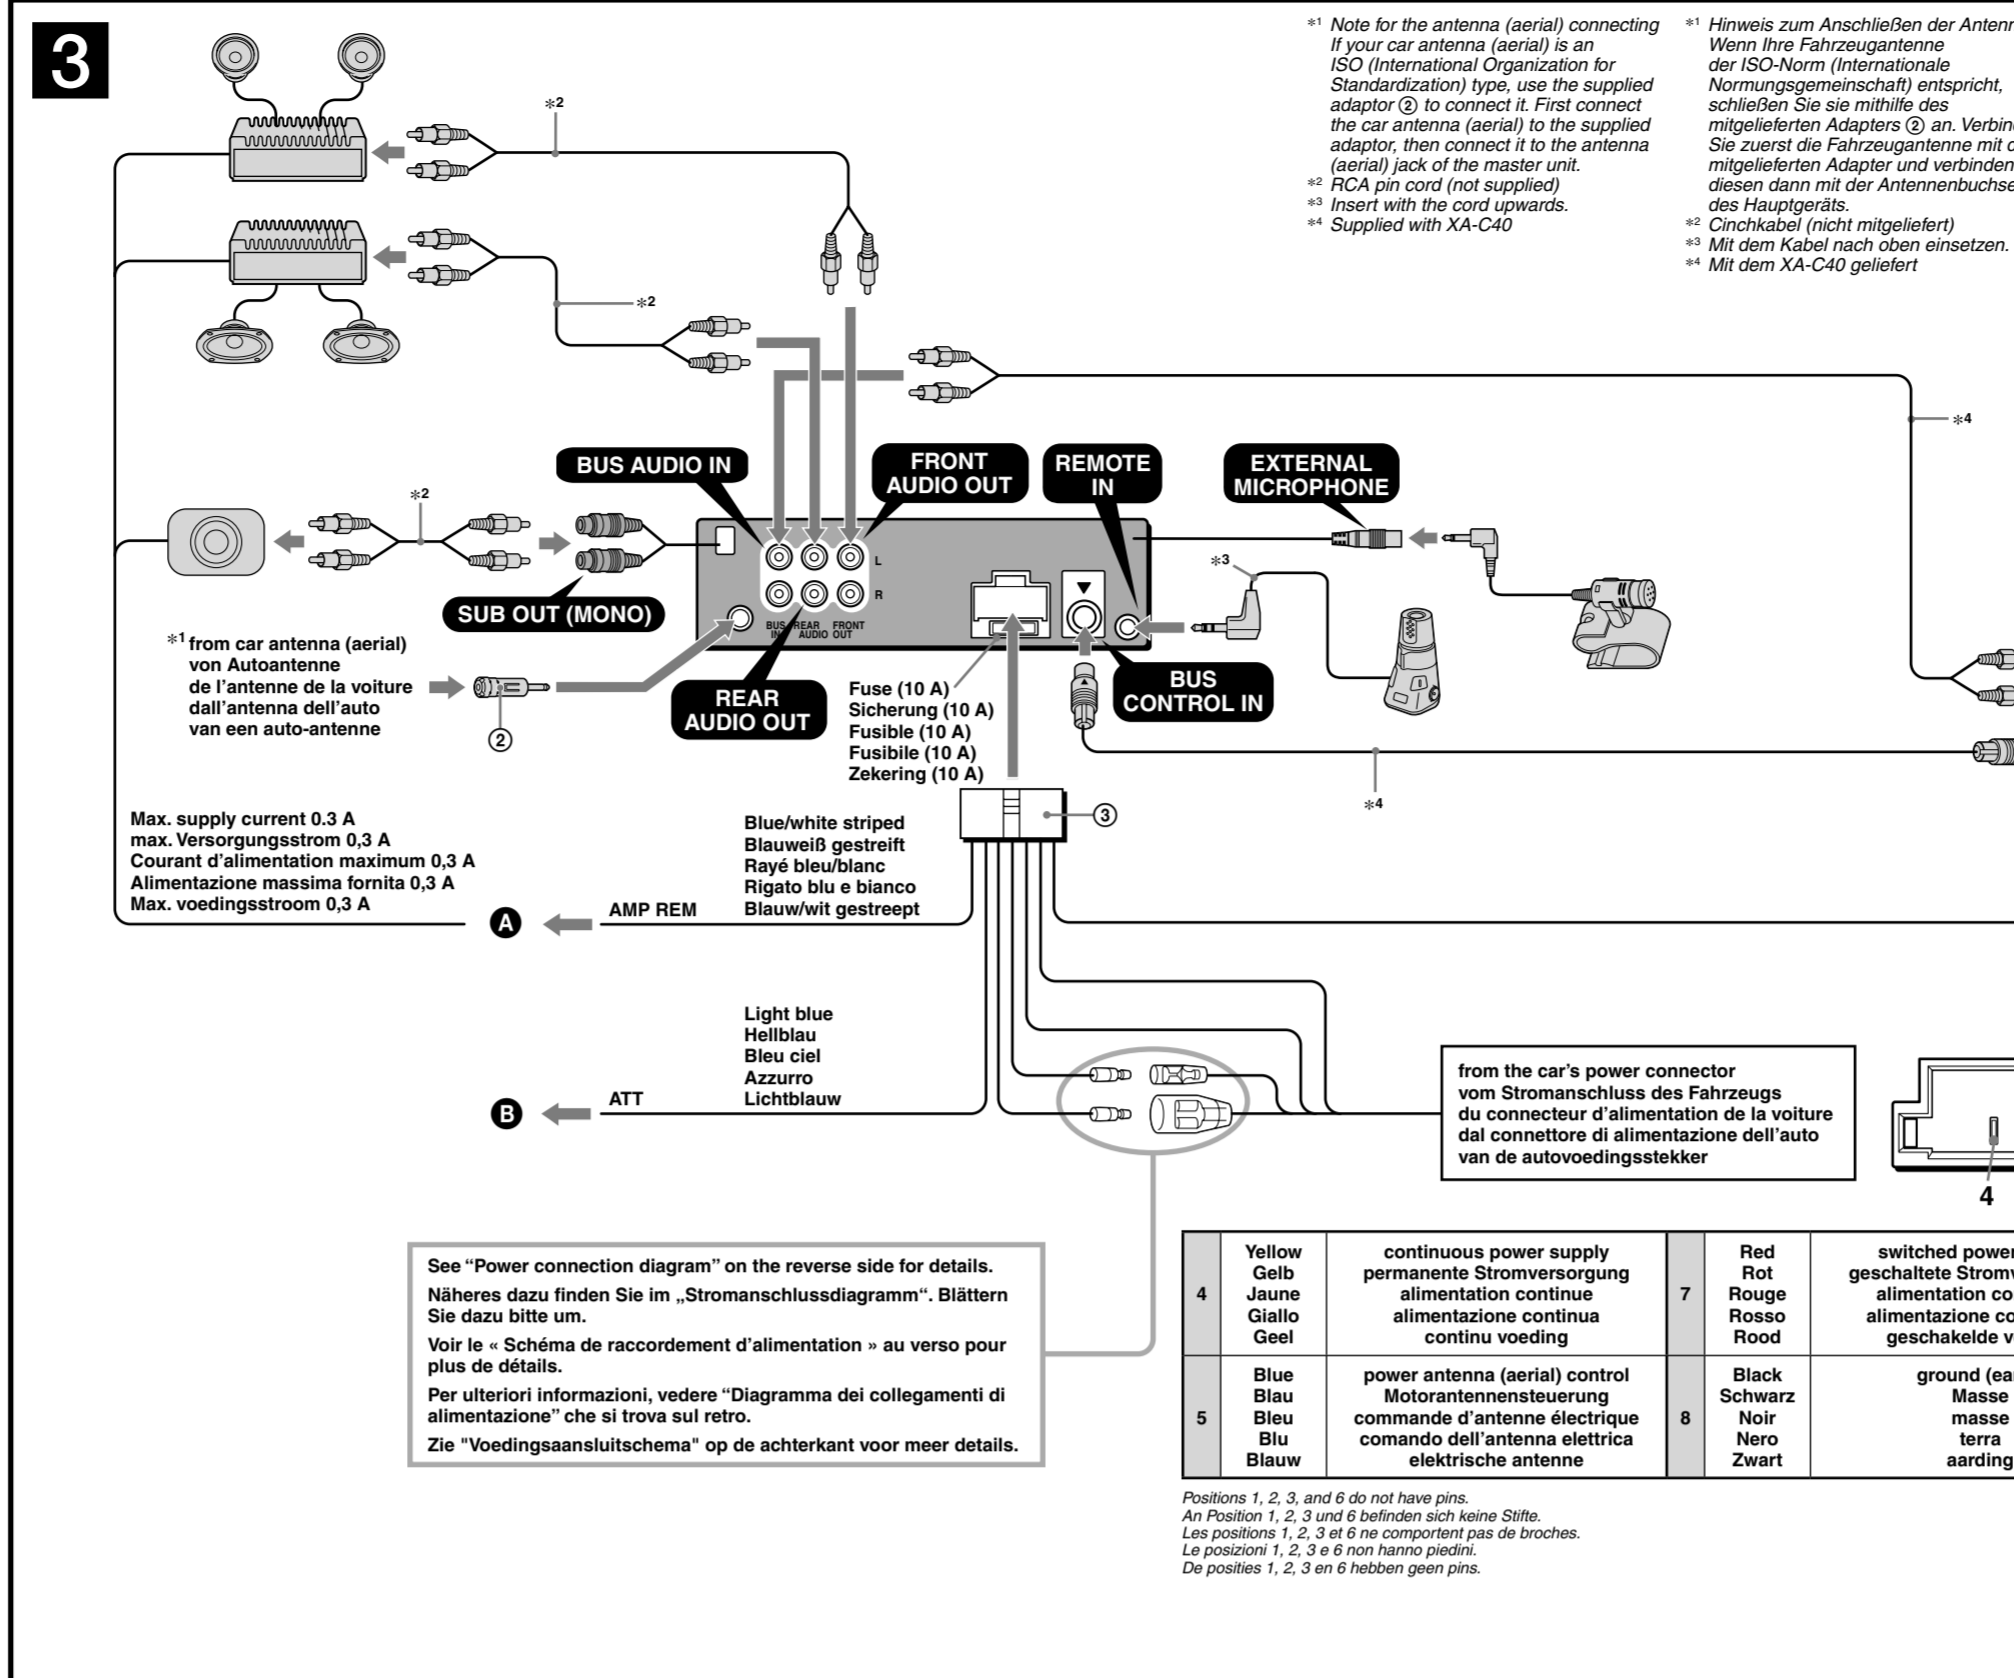 3
*1 Note for the antenna (aerial) connecting
If your car antenna (aerial) is an
ISO (International Organization for
Standardization) type, use the supplied
adaptor ② to connect it. First connect
the car antenna (aerial) to the supplied
adaptor, then connect it to the antenna
(aerial) jack of the master unit.
*2 RCA pin cord (not supplied)
*3 Insert with the cord upwards.
*4 Supplied with XA-C40
*1 Hinweis zum Anschließen der
Wenn Ihre Fahrzeugantenne
der ISO-Norm (Internationale
Normungsgemeinschaft) entspricht,
schließen Sie sie mithilfe des
mitgelieferten Adapters ② an.
Sie zuerst die Fahrzeugantenne mit
mitgelieferten Adapter und verbinden
diesen dann mit der Antennenbuchse
des Hauptgeräts.
*2 Cinchkabel (nicht mitgeliefert)
*3 Mit dem Kabel nach oben einsetzen.
*4 Mit dem XA-C40 geliefert
*2
*2
*4
BUS AUDIO IN
FRONT
AUDIO OUT
REMOTE
IN
EXTERNAL
MICROPHONE
*2
*3
L
R
SUB OUT (MONO)
BUS REAR FRONT
IN AUDIO OUT
*1 from car antenna (aerial)
von Autoantenne
de l'antenne de la voiture
dall'antenna dell'auto
van een auto-antenne
②
REAR
AUDIO OUT
Fuse (10 A)
Sicherung (10 A)
Fusible (10 A)
Fusibile (10 A)
Zekering (10 A)
BUS
CONTROL IN
*4
③
Max. supply current 0.3 A
max. Versorgungsstrom 0,3 A
Courant d'alimentation maximum 0,3 A
Alimentazione massima fornita 0,3 A
Max. voedingsstroom 0,3 A
Blue/white striped
Blauweiß gestreift
Rayé bleu/blanc
Rigato blu e bianco
Blauw/wit gestreept
A
AMP REM
Light blue
Hellblau
Bleu ciel
Azzurro
Lichtblauw
B
ATT
from the car's power connector
vom Stromanschluss des Fahrzeugs
du connecteur d'alimentation de la voiture
dal connettore di alimentazione dell'auto
van de autovoedingsstekker
4
See “Power connection diagram” on the reverse side for details.
Näheres dazu finden Sie im „Stromanschlussdiagramm“. Blättern
Sie dazu bitte um.
Voir le « Schéma de raccordement d'alimentation » au verso pour
plus de détails.
Per ulteriori informazioni, vedere “Diagramma dei collegamenti di
alimentazione” che si trova sul retro.
Zie "Voedingsaansluitschema" op de achterkant voor meer details.
4
Yellow
Gelb
Jaune
Giallo
Geel
continuous power supply
permanente Stromversorgung
alimentation continue
alimentazione continua
continu voeding
7
Red
Rot
Rouge
Rosso
Rood
switched power
geschaltete
alimentation
alimentazione
geschakelde
5
Blue
Blau
Bleu
Blu
Blauw
power antenna (aerial) control
Motorantennensteuerung
commande d'antenne électrique
comando dell'antenna elettrica
elektrische antenne
8
Black
Schwarz
Noir
Nero
Zwart
ground
Masse
masse
terra
aarding
Positions 1, 2, 3, and 6 do not have pins.
An Position 1, 2, 3 und 6 befinden sich keine Stifte.
Les positions 1, 2, 3 et 6 ne comportent pas de broches.
Le posizioni 1, 2, 3 e 6 non hanno piedini.
De posities 1, 2, 3 en 6 hebben geen pins.